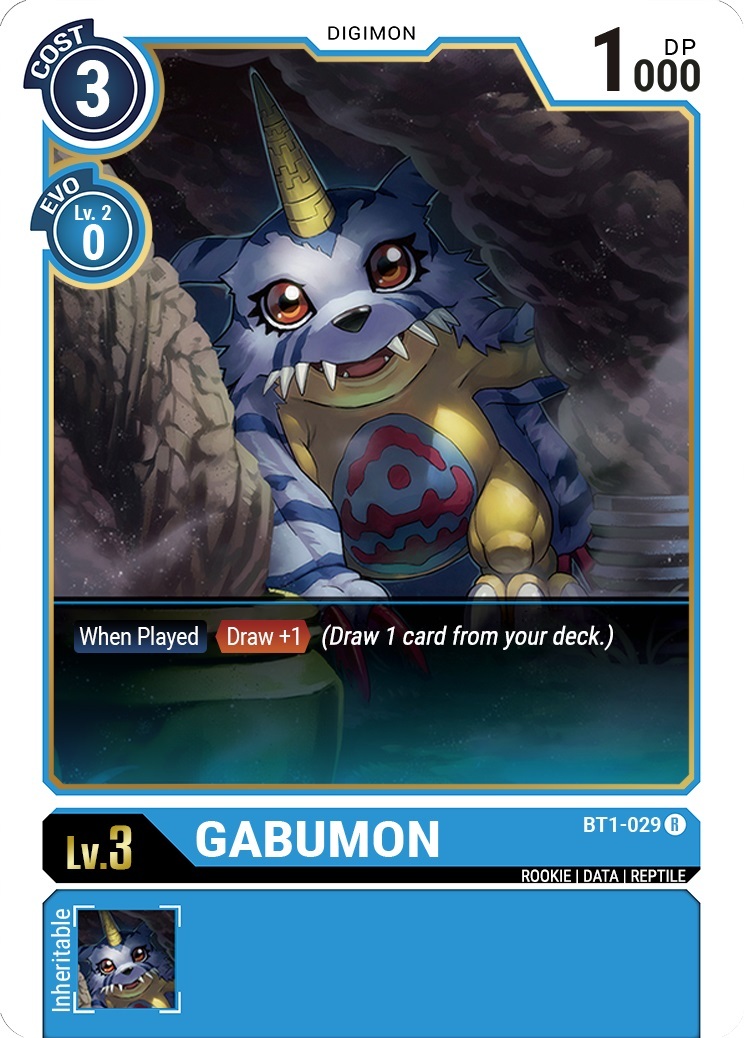 DIGIMON
COST
3
DP
1000
EVO
Lv. 2
0
When Played Draw +1 (Draw 1 card from your deck.)
Lv.3
GABUMON
BT1-029 R
ROOKIE | DATA | REPTILE
Inheritable